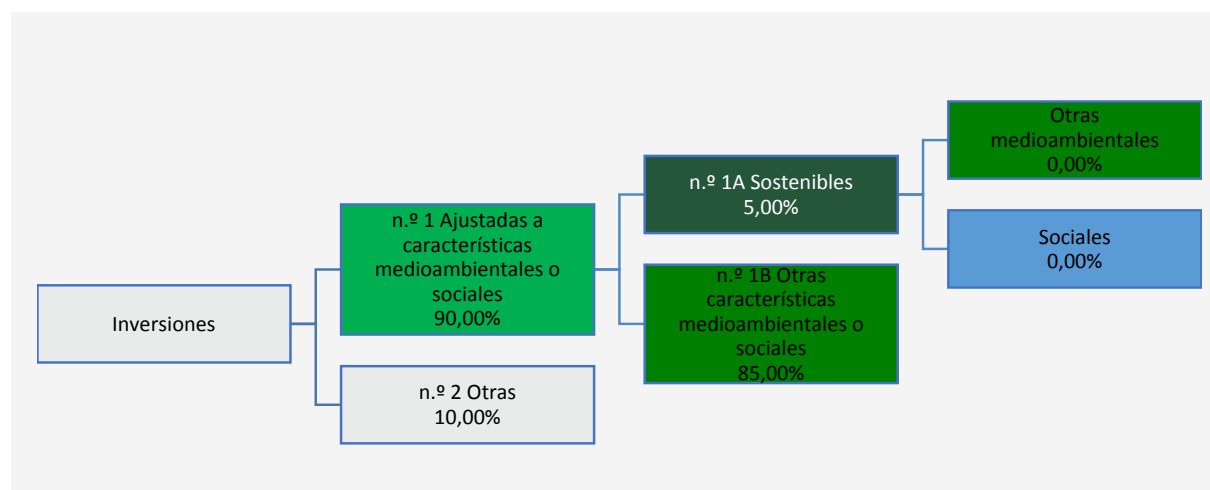 Inversiones
n.º 1 Ajustadas a
características
medioambientales o
sociales
90,00%
n.º 2 Otras
10,00%
n.º 1A Sostenibles
5,00%
n.º 1B Otras
características
medioambientales o
sociales
85,00%
Otras
medioambientales
0,00%
Sociales
0,00%